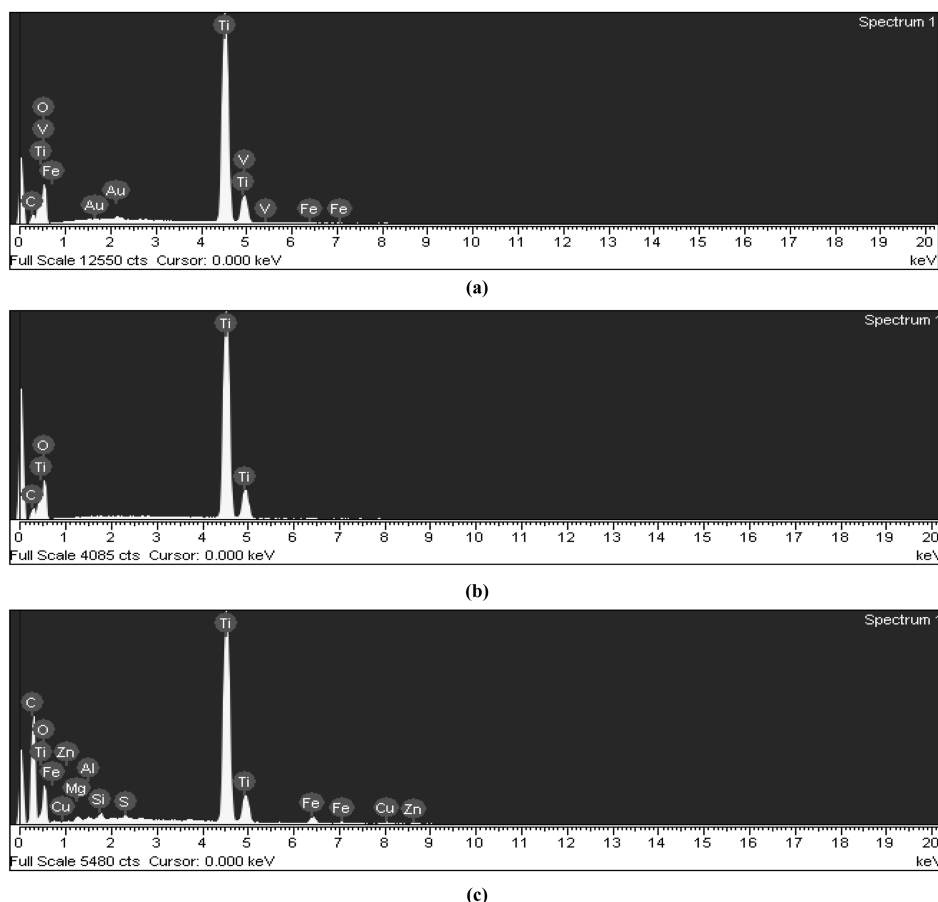 Spectrum 1
Ti
O
V
V
Ti
Fe
Ti
Au
Au
C
V
Fe
Fe
0 1 2 3 4 5 6 7 8 9 10 11 12 13 14 15 16 17 18 19 20
Full Scale 12550 cts Cursor: 0.000 keV
keV
(a)
Spectrum 1
Ti
O
Ti
Ti
C
0 1 2 3 4 5 6 7 8 9 10 11 12 13 14 15 16 17 18 19 20
Full Scale 4085 cts Cursor: 0.000 keV
keV
(b)
Spectrum 1
Ti
C
O
Ti
Zn
Fe
Al
Ti
Mg
Cu
Si
S
Fe
Fe
Cu
Zn
0 1 2 3 4 5 6 7 8 9 10 11 12 13 14 15 16 17 18 19 20
Full Scale 5480 cts Cursor: 0.000 keV
keV
(c)